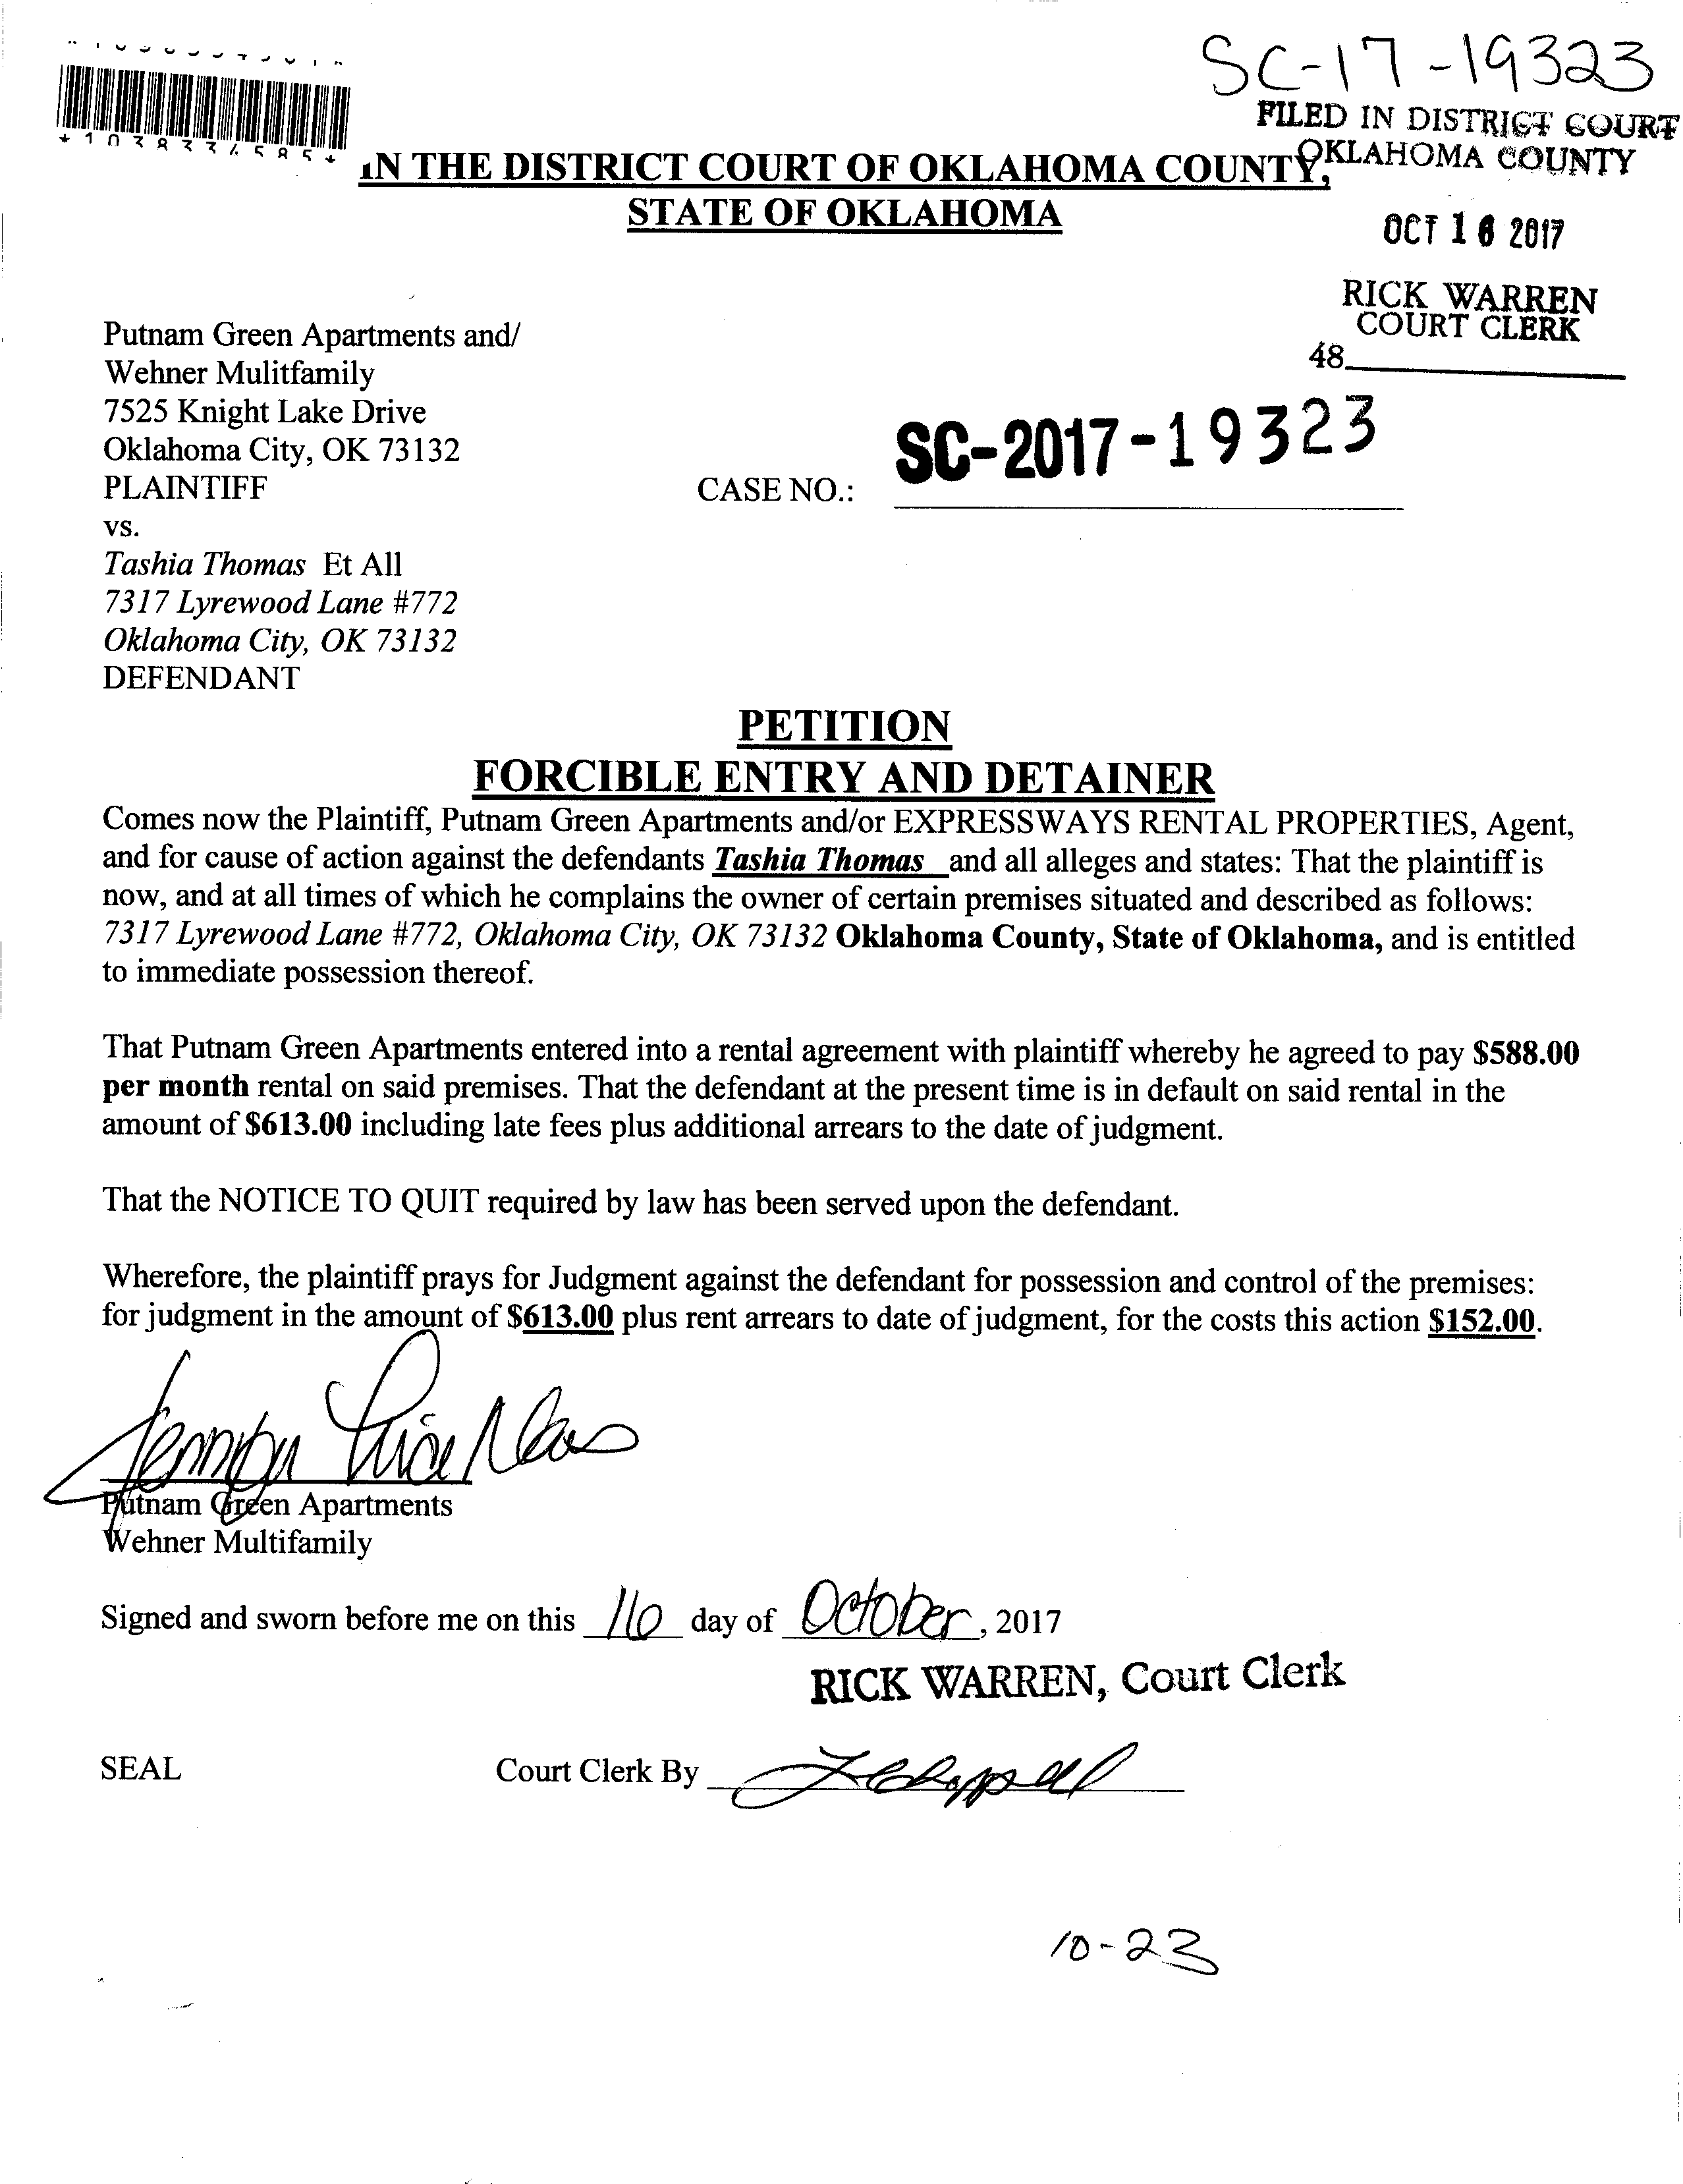 SC-17-19323
FILED IN DISTRICT COURT
OKLAHOMA COUNTY
*1038334585*
IN THE DISTRICT COURT OF OKLAHOMA COUNTY,
STATE OF OKLAHOMA
OCT 16 2017
RICK WARREN
COURT CLERK
48
Putnam Green Apartments and/
Wehner Mulitfamily
7525 Knight Lake Drive
Oklahoma City, OK 73132
PLAINTIFF
CASE NO.: SC-2017-19323
vs.
Tashia Thomas Et All
7317 Lyrewood Lane #772
Oklahoma City, OK 73132
DEFENDANT
PETITION
FORCIBLE ENTRY AND DETAINER
Comes now the Plaintiff, Putnam Green Apartments and/or EXPRESSWAYS RENTAL PROPERTIES, Agent,
and for cause of action against the defendants Tashia Thomas and all alleges and states: That the plaintiff is
now, and at all times of which he complains the owner of certain premises situated and described as follows:
7317 Lyrewood Lane #772, Oklahoma City, OK 73132 Oklahoma County, State of Oklahoma, and is entitled
to immediate possession thereof.
That Putnam Green Apartments entered into a rental agreement with plaintiff whereby he agreed to pay $588.00
per month rental on said premises. That the defendant at the present time is in default on said rental in the
amount of $613.00 including late fees plus additional arrears to the date of judgment.
That the NOTICE TO QUIT required by law has been served upon the defendant.
Wherefore, the plaintiff prays for Judgment against the defendant for possession and control of the premises:
for judgment in the amount of $613.00 plus rent arrears to date of judgment, for the costs this action $152.00.
Putnam Green Apartments
Wehner Multifamily
Signed and sworn before me on this 16 day of October, 2017
RICK WARREN, Court Clerk
SEAL
Court Clerk By
10-23